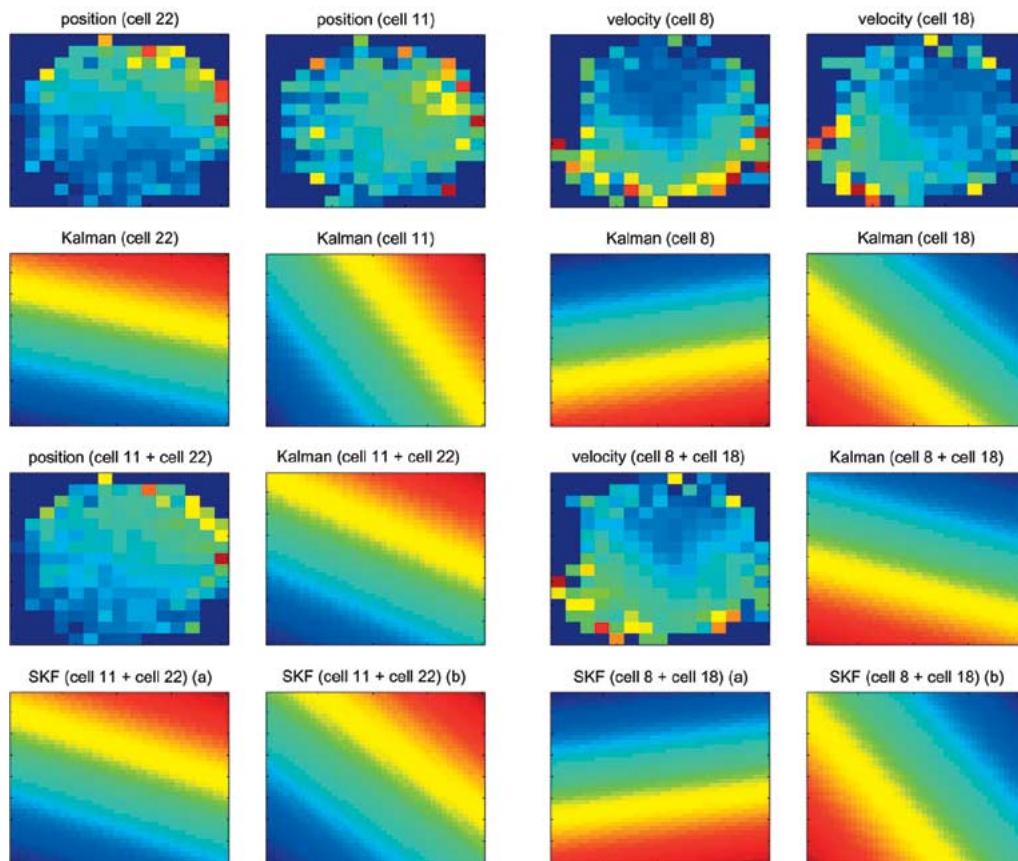 position (cell 22)
position (cell 11)
velocity (cell 8)
velocity (cell 18)
Kalman (cell 22)
Kalman (cell 11)
Kalman (cell 8)
Kalman (cell 18)
position (cell 11 + cell 22)
Kalman (cell 11 + cell 22)
velocity (cell 8 + cell 18)
Kalman (cell 8 + cell 18)
SKF (cell 11 + cell 22) (a)
SKF (cell 11 + cell 22) (b)
SKF (cell 8 + cell 18) (a)
SKF (cell 8 + cell 18) (b)